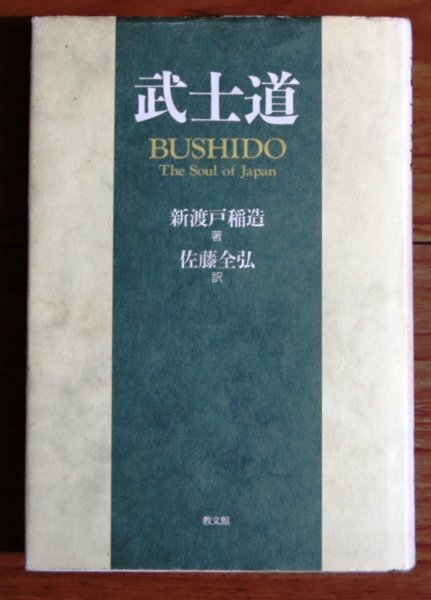 武士道
BUSHIDO
The Soul of Japan
新渡戸稲造
著
佐藤全弘
訳
教文館